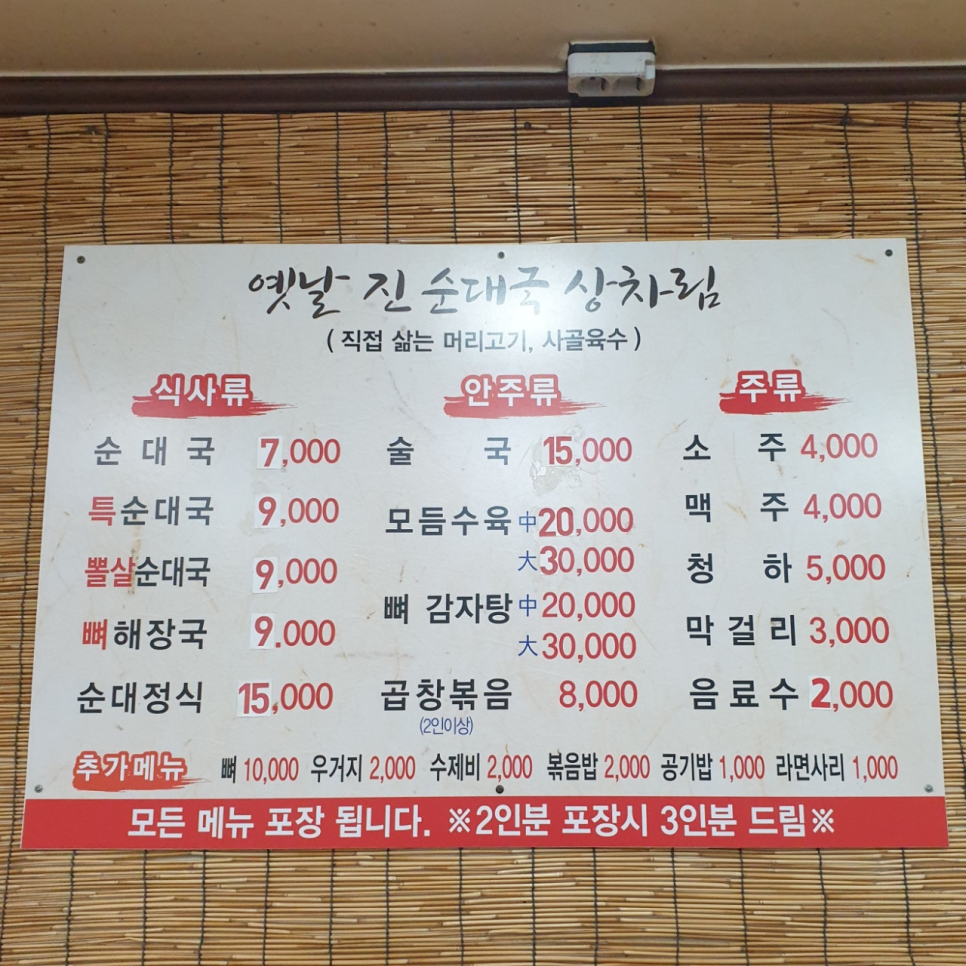 옛날 진 순대국 상차림
( 직접 삶는 머리고기, 사골육수 )
식사류
순대국 7,000
특순대국 9,000
뽈살순대국 9,000
뼈해장국 9.000
순대정식 15,000
안주류
술국 15,000
모듬수육 中 20,000
大 30,000
뼈 감자탕 中 20,000
大 30,000
곱창볶음 8,000
(2인이상)
주류
소주 4,000
맥주 4,000
청하 5,000
막걸리 3,000
음료수 2,000
추가메뉴 뼈 10,000 우거지 2,000 수제비 2,000 볶음밥 2,000 공기밥 1,000 라면사리 1,000
모든 메뉴 포장 됩니다. ※2인분 포장시 3인분 드림※